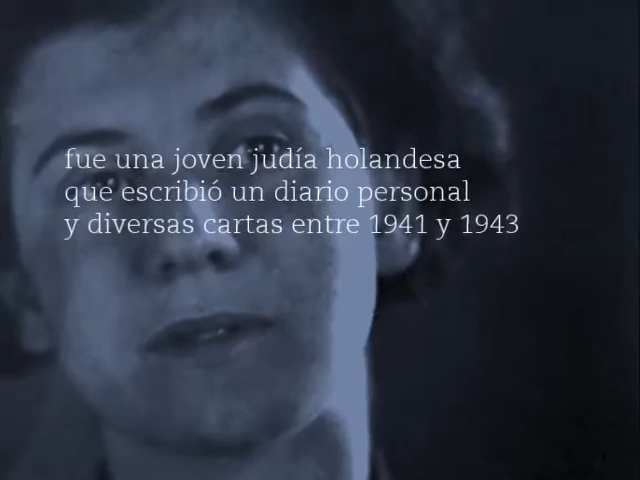 fue una joven judía holandesa
que escribió un diario personal
y diversas cartas entre 1941 y 1943